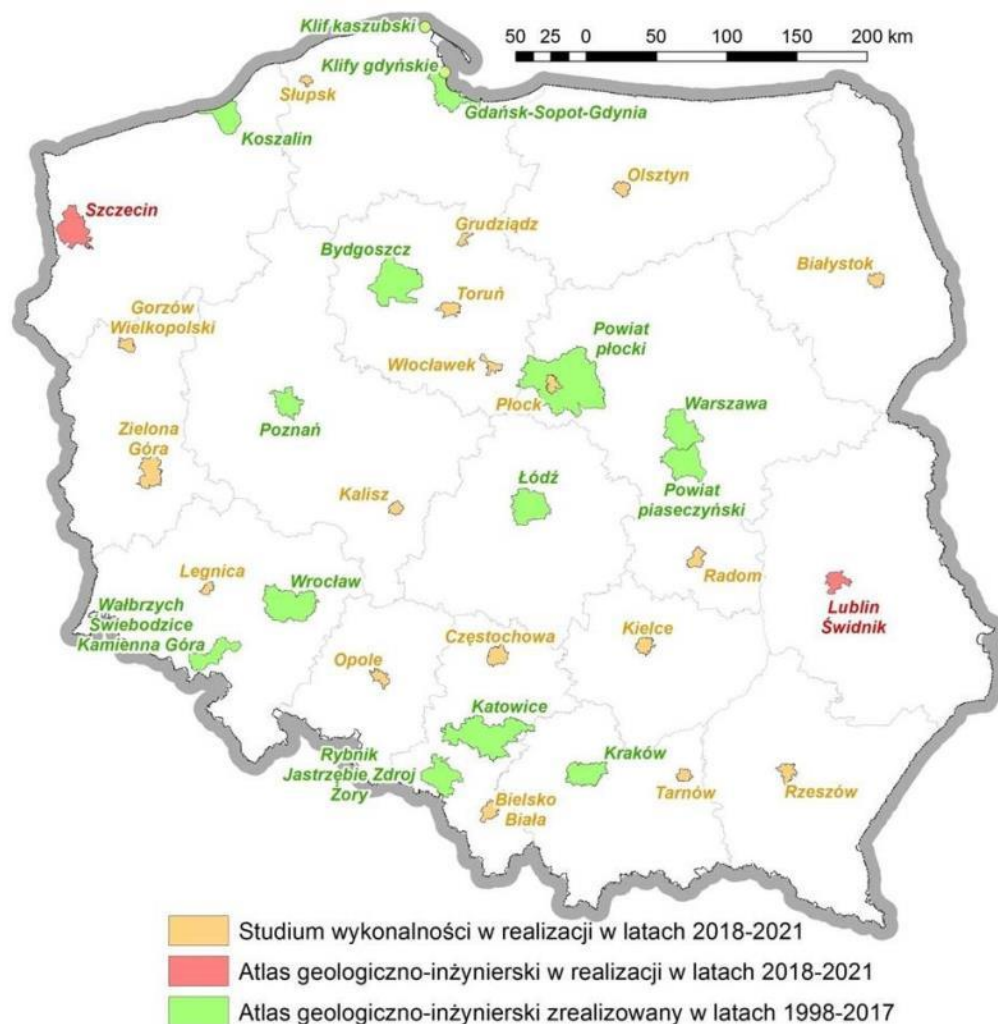 Klif kaszubski
50 25 0 50 100 150 200 km
Klify gdyńskie
Słupsk
Gdańsk-Sopot-Gdynia
Koszalin
Olsztyn
Szczecin
Grudziądz
Bydgoszcz
Białystok
Toruń
Gorzów
Wielkopolski
Powiat
płocki
Włocławek
Płock
Warszawa
Poznań
Zielona
Góra
Łódź
Kalisz
Powiat
piaseczyński
Legnica
Wrocław
Radom
Wałbrzych
Świebodzice
Kamienna Góra
Lublin
Świdnik
Częstochowa
Kielce
Opole
Katowice
Rybnik
Jastrzębie Zdroj
Żory
Kraków
Bielsko
Biała
Tarnów
Rzeszów
Studium wykonalności w realizacji w latach 2018-2021
Atlas geologiczno-inżynierski w realizacji w latach 2018-2021
Atlas geologiczno-inżynierski zrealizowany w latach 1998-2017